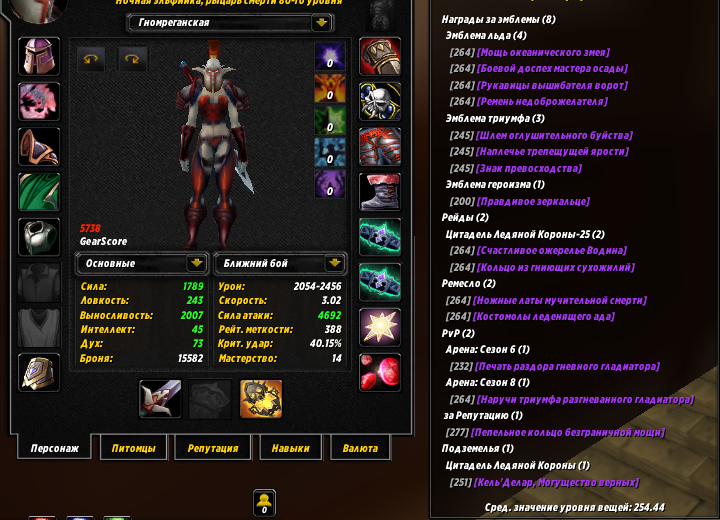 Ночная эльфийка, рыцарь смерти 80-го уровня
Гномреганская
0
0
0
0
0
5738
GearScore
Основные
Ближний бой
Сила: 1789
Ловкость: 243
Выносливость: 2007
Интеллект: 45
Дух: 73
Броня: 15582
Урон: 2054-2456
Скорость: 3.02
Сила атаки: 4692
Рейт. меткости: 388
Крит. удар: 40.15%
Мастерство: 14
Персонаж
Питомцы
Репутация
Навыки
Валюта
0
Награды за эмблемы (8)
Эмблема льда (4)
[264] [Мощь океанического змея]
[264] [Боевой доспех мастера осады]
[264] [Рукавицы вышибателя ворот]
[264] [Ремень недоброжелателя]
Эмблема триумфа (3)
[245] [Шлем оглушительного буйства]
[245] [Наплечье трепещущей ярости]
[245] [Знак превосходства]
Эмблема героизма (1)
[200] [Правдивое зеркальце]
Рейды (2)
Цитадель Ледяной Короны-25 (2)
[264] [Счастливое ожерелье Водина]
[264] [Кольцо из гниющих сухожилий]
Ремесло (2)
[264] [Ножные латы мучительной смерти]
[264] [Костомолы леденящего ада]
PvP (2)
Арена: Сезон 6 (1)
[232] [Печать раздора гневного гладиатора]
Арена: Сезон 8 (1)
[264] [Наручи триумфа разгневанного гладиатора]
за Репутацию (1)
[277] [Пепельное кольцо безграничной мощи]
Подземелья (1)
Цитадель Ледяной Короны (1)
[251] [Кель'Делар, Могущество верных]
Сред. значение уровня вещей: 254.44